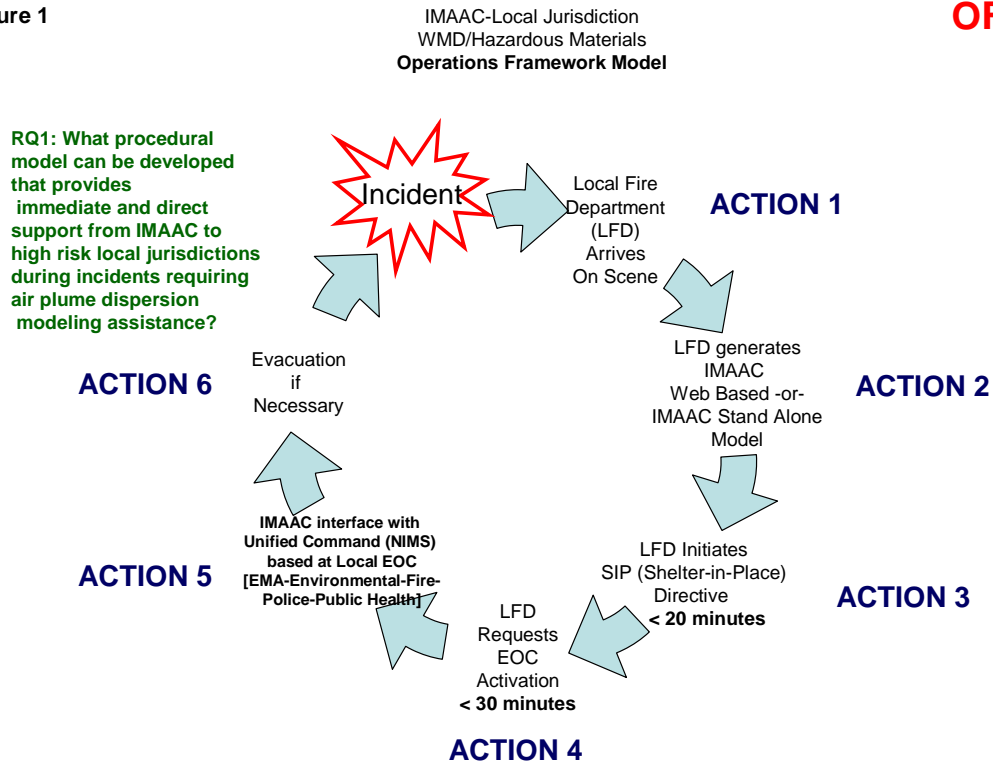 ure 1
IMAAC-Local Jurisdiction
WMD/Hazardous Materials
Operations Framework Model
OF
RQ1: What procedural
model can be developed
that provides
immediate and direct
support from IMAAC to
high risk local jurisdictions
during incidents requiring
air plume dispersion
modeling assistance?
Incident
Local Fire
Department
(LFD)
Arrives
On Scene
ACTION 1
LFD generates
IMAAC
Web Based -or-
IMAAC Stand Alone
Model
ACTION 2
LFD Initiates
SIP (Shelter-in-Place)
Directive
< 20 minutes
ACTION 3
LFD
Requests
EOC
Activation
< 30 minutes
ACTION 4
IMAAC interface with
Unified Command (NIMS)
based at Local EOC
[EMA-Environmental-Fire-
Police-Public Health]
ACTION 5
Evacuation
if
Necessary
ACTION 6